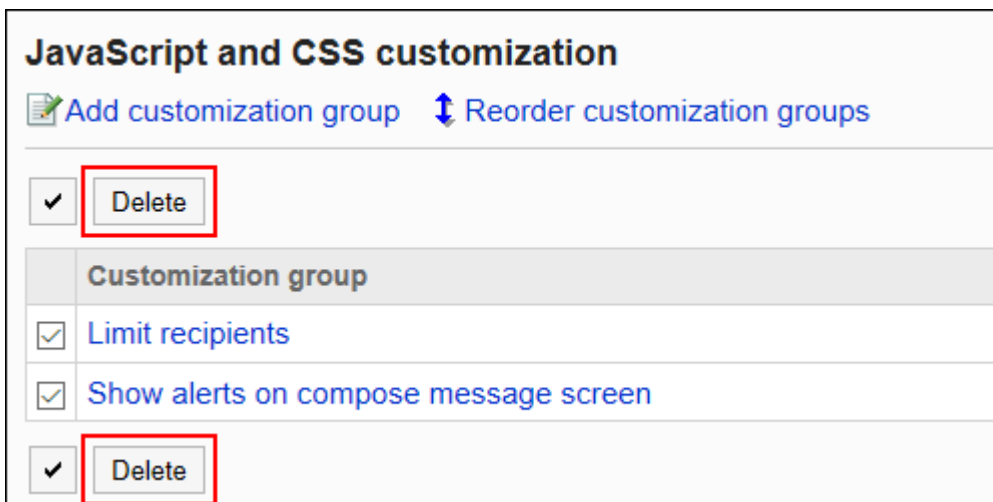 JavaScript and CSS customization
Add customization group Reorder customization groups
Delete
Customization group
Limit recipients
Show alerts on compose message screen
Delete